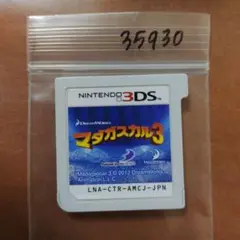 35930
NINTENDO 3DS
DREAMWORKS
マダガスカル3
LNA-CTR-AMCJ-JPN